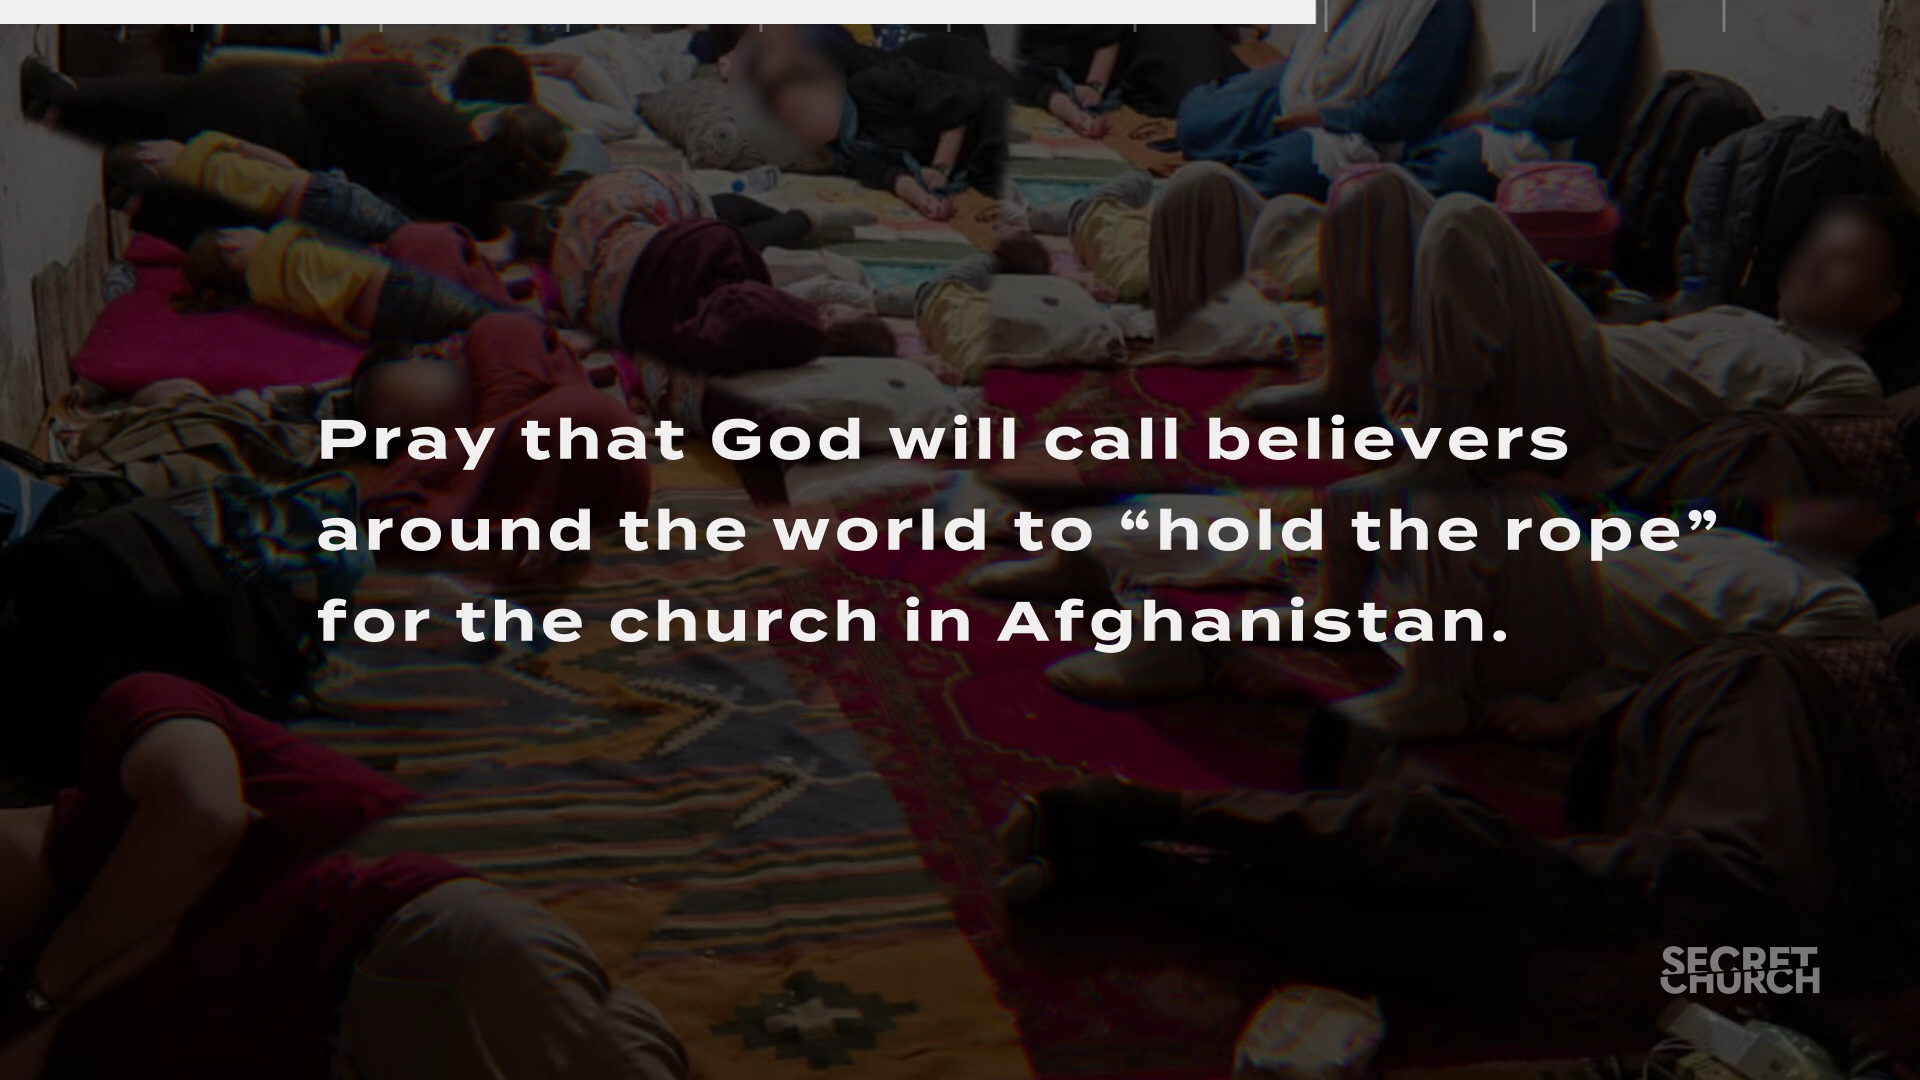 Pray that God will call believers
around the world to “hold the rope”
for the church in Afghanistan.
SECRET
CHURCH